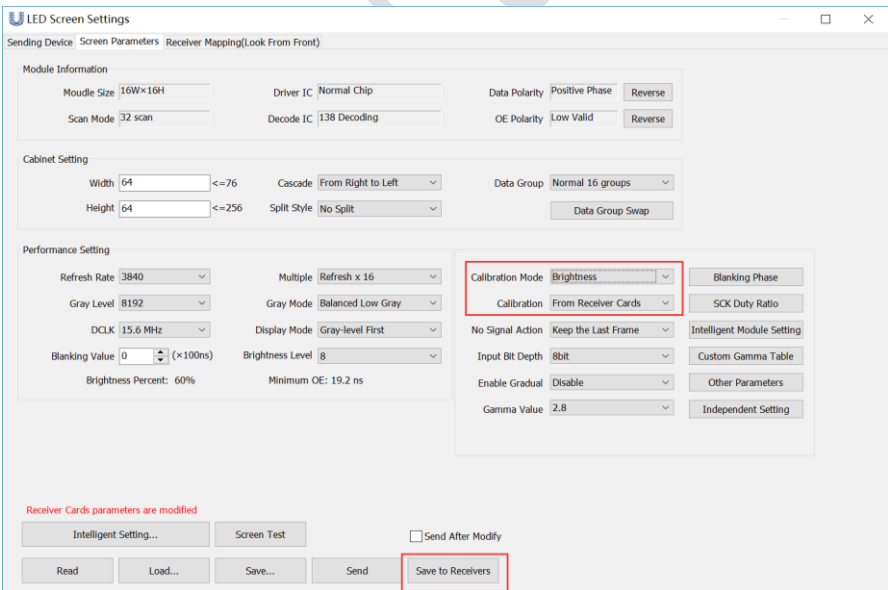 LED Screen Settings
Sending Device Screen Parameters Receiver Mapping(Look From Front)
Module Information
Moudle Size 16W×16H Driver IC Normal Chip Data Polarity Positive Phase Reverse
Scan Mode 32 scan Decode IC 138 Decoding OE Polarity Low Valid Reverse
Cabinet Setting
Width 64 <=76 Cascade From Right to Left Data Group Normal 16 groups
Height 64 <=256 Split Style No Split Data Group Swap
Performance Setting
Refresh Rate 3840 Multiple Refresh x 16 Calibration Mode Brightness Blanking Phase
Gray Level 8192 Gray Mode Balanced Low Gray Calibration From Receiver Cards SCK Duty Ratio
DCLK 15.6 MHz Display Mode Gray-level First No Signal Action Keep the Last Frame Intelligent Module Setting
Blanking Value 0 (×100ns) Brightness Level 8 Input Bit Depth 8bit Custom Gamma Table
Brightness Percent: 60% Minimum OE: 19.2 ns Enable Gradual Disable Other Parameters
Gamma Value 2.8 Independent Setting
Receiver Cards parameters are modified
Intelligent Setting... Screen Test Send After Modify
Read Load... Save... Send Save to Receivers